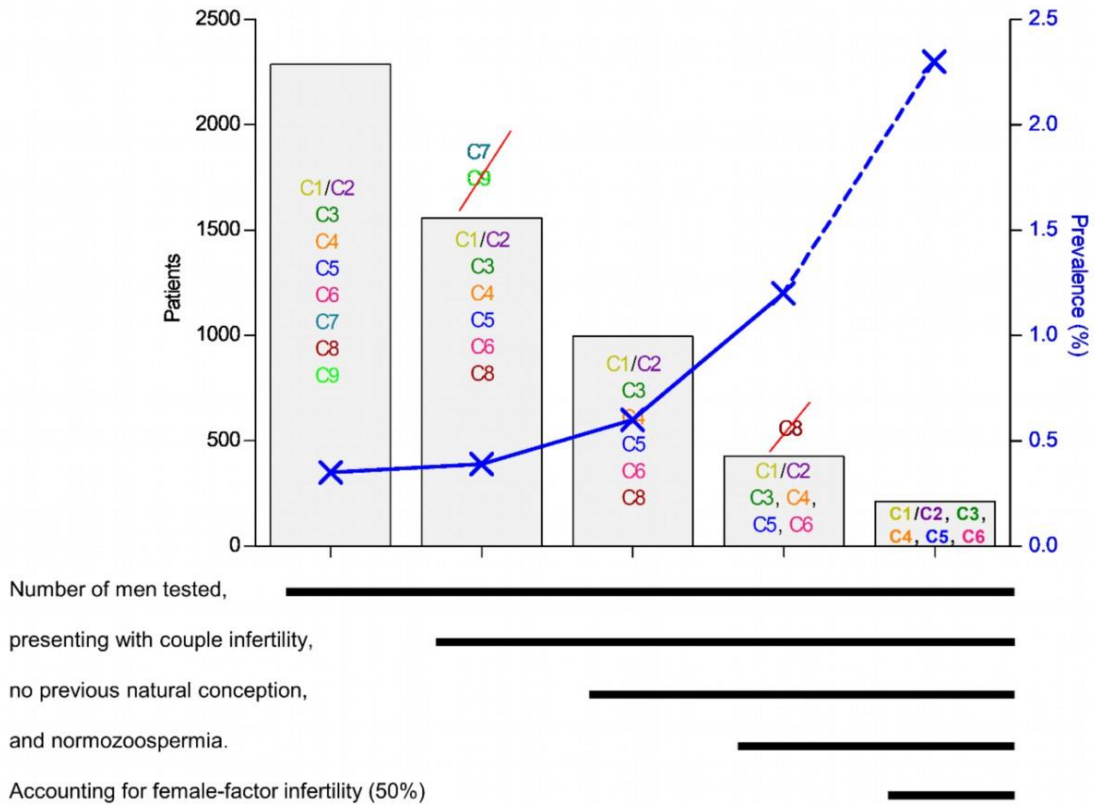 2500
2000
1500
1000
500
0
Patients
C1/C2
C3
C4
C5
C6
C7
C8
C9
C7
C9
C1/C2
C3
C4
C5
C6
C8
C1/C2
C3
C4
C5
C6
C8
C8
C1/C2
C3, C4,
C5, C6
C1/C2, C3,
C4, C5, C6
2.5
2.0
1.5
1.0
0.5
0.0
Prevalence (%)
Number of men tested,
presenting with couple infertility,
no previous natural conception,
and normozoospermia.
Accounting for female-factor infertility (50%)